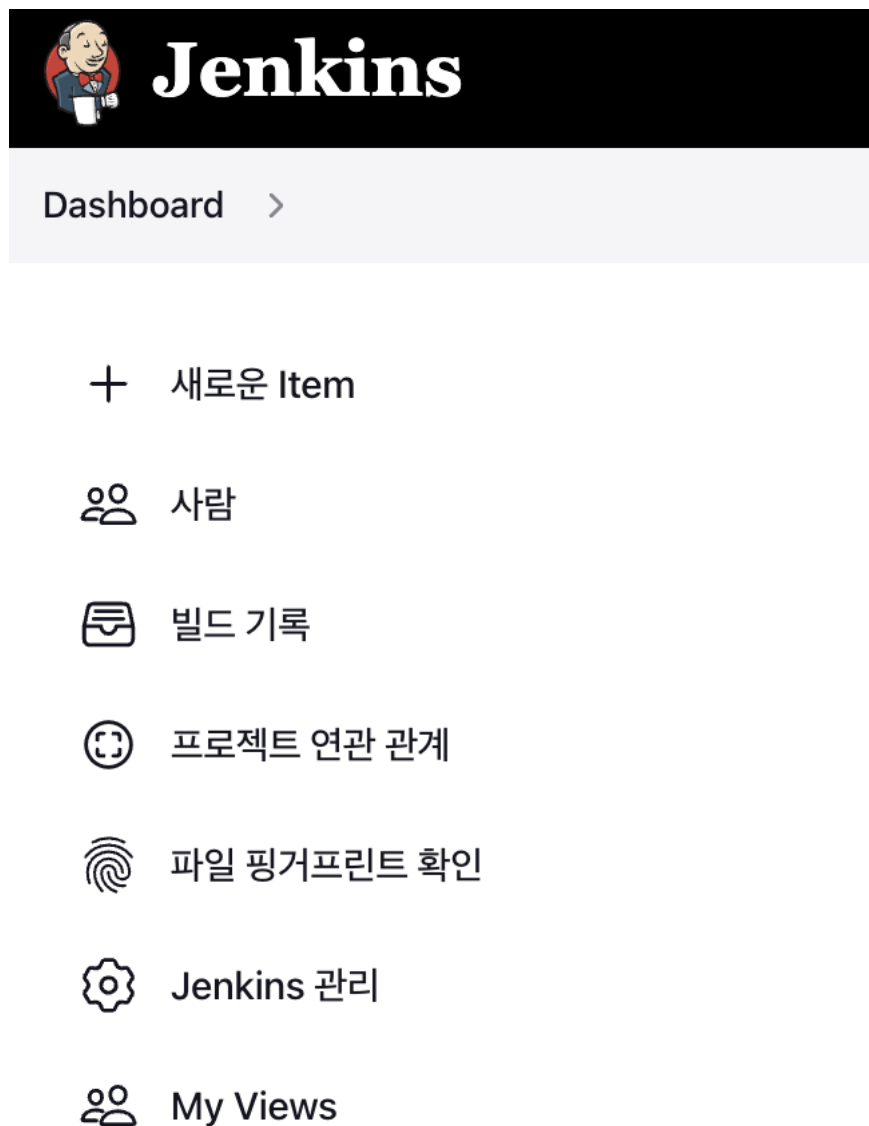 Jenkins
Dashboard
새로운 Item
사람
빌드 기록
프로젝트 연관 관계
파일 핑거프린트 확인
Jenkins 관리
My Views